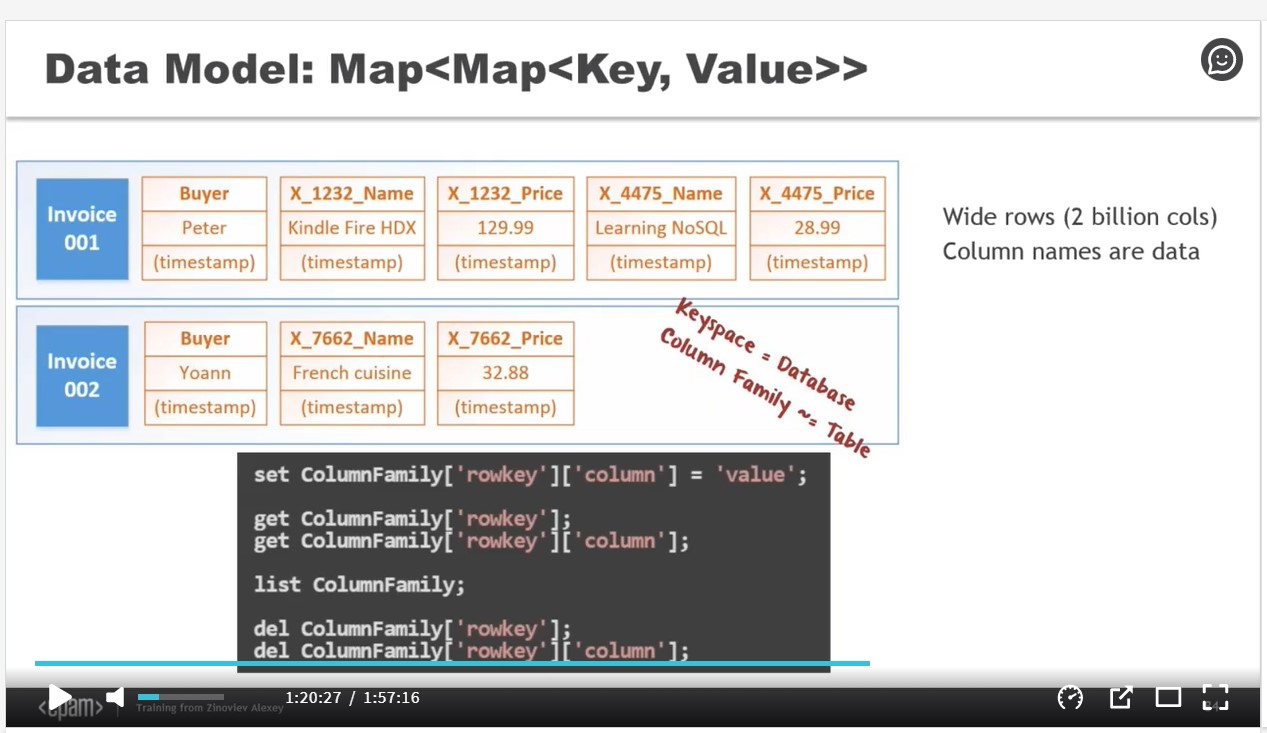 Data Model: Map<Map<Key, Value>>
Invoice
001
Buyer
Peter
(timestamp)
X_1232_Name
Kindle Fire HDX
(timestamp)
X_1232_Price
129.99
(timestamp)
X_4475_Name
Learning NoSQL
(timestamp)
X_4475_Price
28.99
(timestamp)
Wide rows (2 billion cols)
Column names are data
Invoice
002
Buyer
Yoann
(timestamp)
X_7662_Name
French cuisine
(timestamp)
X_7662_Price
32.88
(timestamp)
Keyspace = Database
Column Family ~= Table
set ColumnFamily['rowkey']['column'] = 'value';
get ColumnFamily['rowkey'];
get ColumnFamily['rowkey']['column'];
list ColumnFamily;
del ColumnFamily['rowkey'];
del ColumnFamily['rowkey']['column'];
<epam>
Training from Zinoviev Alexey
1:20:27 / 1:57:16